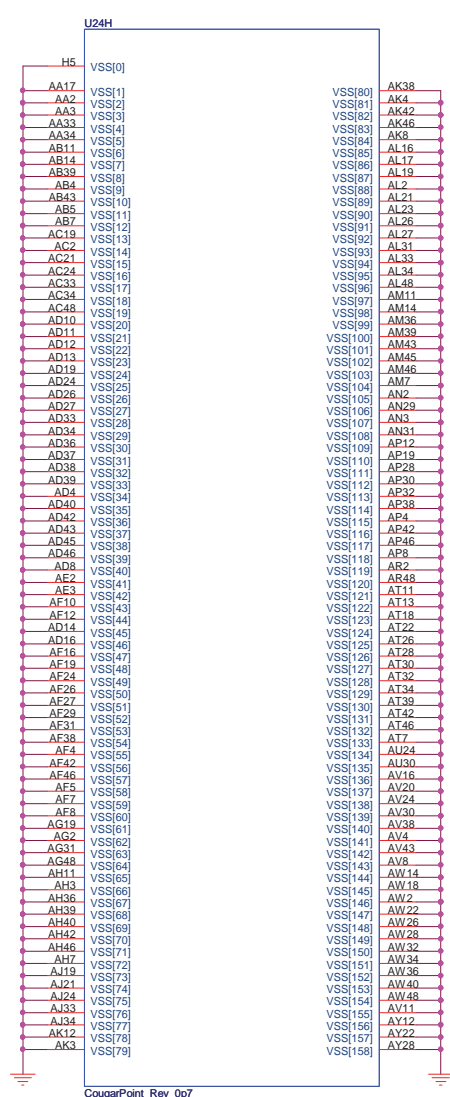 U24H
H5 VSS[0]
AA17 VSS[1]
AA2 VSS[2]
AA3 VSS[3]
AA33 VSS[4]
AA34 VSS[5]
AB11 VSS[6]
AB14 VSS[7]
AB39 VSS[8]
AB4 VSS[9]
AB43 VSS[10]
AB5 VSS[11]
AB7 VSS[12]
AC19 VSS[13]
AC2 VSS[14]
AC21 VSS[15]
AC24 VSS[16]
AC33 VSS[17]
AC34 VSS[18]
AC48 VSS[19]
AD10 VSS[20]
AD11 VSS[21]
AD12 VSS[22]
AD13 VSS[23]
AD19 VSS[24]
AD24 VSS[25]
AD26 VSS[26]
AD27 VSS[27]
AD33 VSS[28]
AD34 VSS[29]
AD36 VSS[30]
AD37 VSS[31]
AD38 VSS[32]
AD39 VSS[33]
AD4 VSS[34]
AD40 VSS[35]
AD42 VSS[36]
AD43 VSS[37]
AD45 VSS[38]
AD46 VSS[39]
AD8 VSS[40]
AE2 VSS[41]
AE3 VSS[42]
AF10 VSS[43]
AF12 VSS[44]
AD14 VSS[45]
AD16 VSS[46]
AF16 VSS[47]
AF19 VSS[48]
AF24 VSS[49]
AF26 VSS[50]
AF27 VSS[51]
AF29 VSS[52]
AF31 VSS[53]
AF38 VSS[54]
AF4 VSS[55]
AF42 VSS[56]
AF46 VSS[57]
AF5 VSS[58]
AF7 VSS[59]
AF8 VSS[60]
AG19 VSS[61]
AG2 VSS[62]
AG31 VSS[63]
AG48 VSS[64]
AH11 VSS[65]
AH3 VSS[66]
AH36 VSS[67]
AH39 VSS[68]
AH40 VSS[69]
AH42 VSS[70]
AH46 VSS[71]
AH7 VSS[72]
AJ19 VSS[73]
AJ21 VSS[74]
AJ24 VSS[75]
AJ33 VSS[76]
AJ34 VSS[77]
AK12 VSS[78]
AK3 VSS[79]
VSS[80] AK38
VSS[81] AK4
VSS[82] AK42
VSS[83] AK46
VSS[84] AK8
VSS[85] AL16
VSS[86] AL17
VSS[87] AL19
VSS[88] AL2
VSS[89] AL21
VSS[90] AL23
VSS[91] AL26
VSS[92] AL27
VSS[93] AL31
VSS[94] AL33
VSS[95] AL34
VSS[96] AL48
VSS[97] AM11
VSS[98] AM14
VSS[99] AM36
VSS[100] AM39
VSS[101] AM43
VSS[102] AM45
VSS[103] AM46
VSS[104] AM7
VSS[105] AN2
VSS[106] AN29
VSS[107] AN3
VSS[108] AN31
VSS[109] AP12
VSS[110] AP19
VSS[111] AP28
VSS[112] AP30
VSS[113] AP32
VSS[114] AP38
VSS[115] AP4
VSS[116] AP42
VSS[117] AP46
VSS[118] AP8
VSS[119] AR2
VSS[120] AR48
VSS[121] AT11
VSS[122] AT13
VSS[123] AT18
VSS[124] AT22
VSS[125] AT26
VSS[126] AT28
VSS[127] AT30
VSS[128] AT32
VSS[129] AT34
VSS[130] AT39
VSS[131] AT42
VSS[132] AT46
VSS[133] AT7
VSS[134] AU24
VSS[135] AU30
VSS[136] AV16
VSS[137] AV20
VSS[138] AV24
VSS[139] AV30
VSS[140] AV38
VSS[141] AV4
VSS[142] AV43
VSS[143] AV8
VSS[144] AW14
VSS[145] AW18
VSS[146] AW2
VSS[147] AW22
VSS[148] AW26
VSS[149] AW28
VSS[150] AW32
VSS[151] AW34
VSS[152] AW36
VSS[153] AW40
VSS[154] AW48
VSS[155] AV11
VSS[156] AY12
VSS[157] AY22
VSS[158] AY28
CougarPoint_Rev_0p7